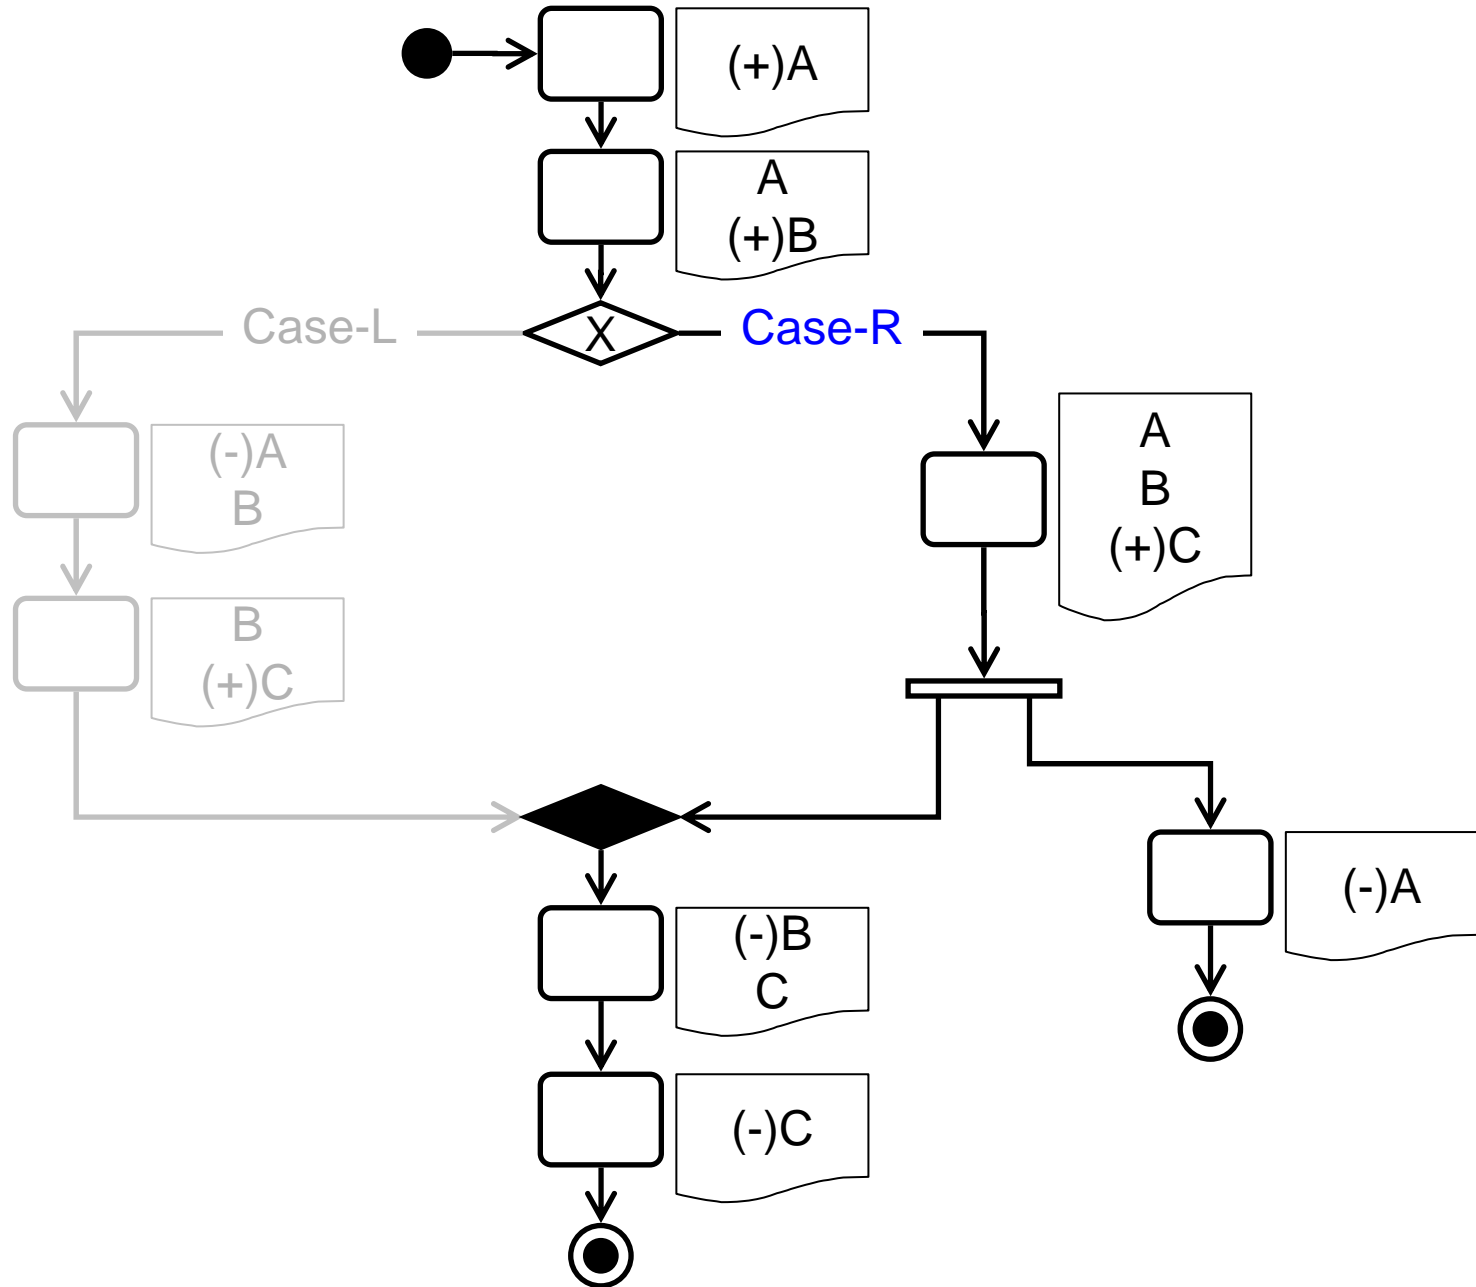 (+)A
A
(+)B
Case-L
X
Case-R
(-)A
B
A
B
(+)C
B
(+)C
(-)B
C
(-)A
(-)C